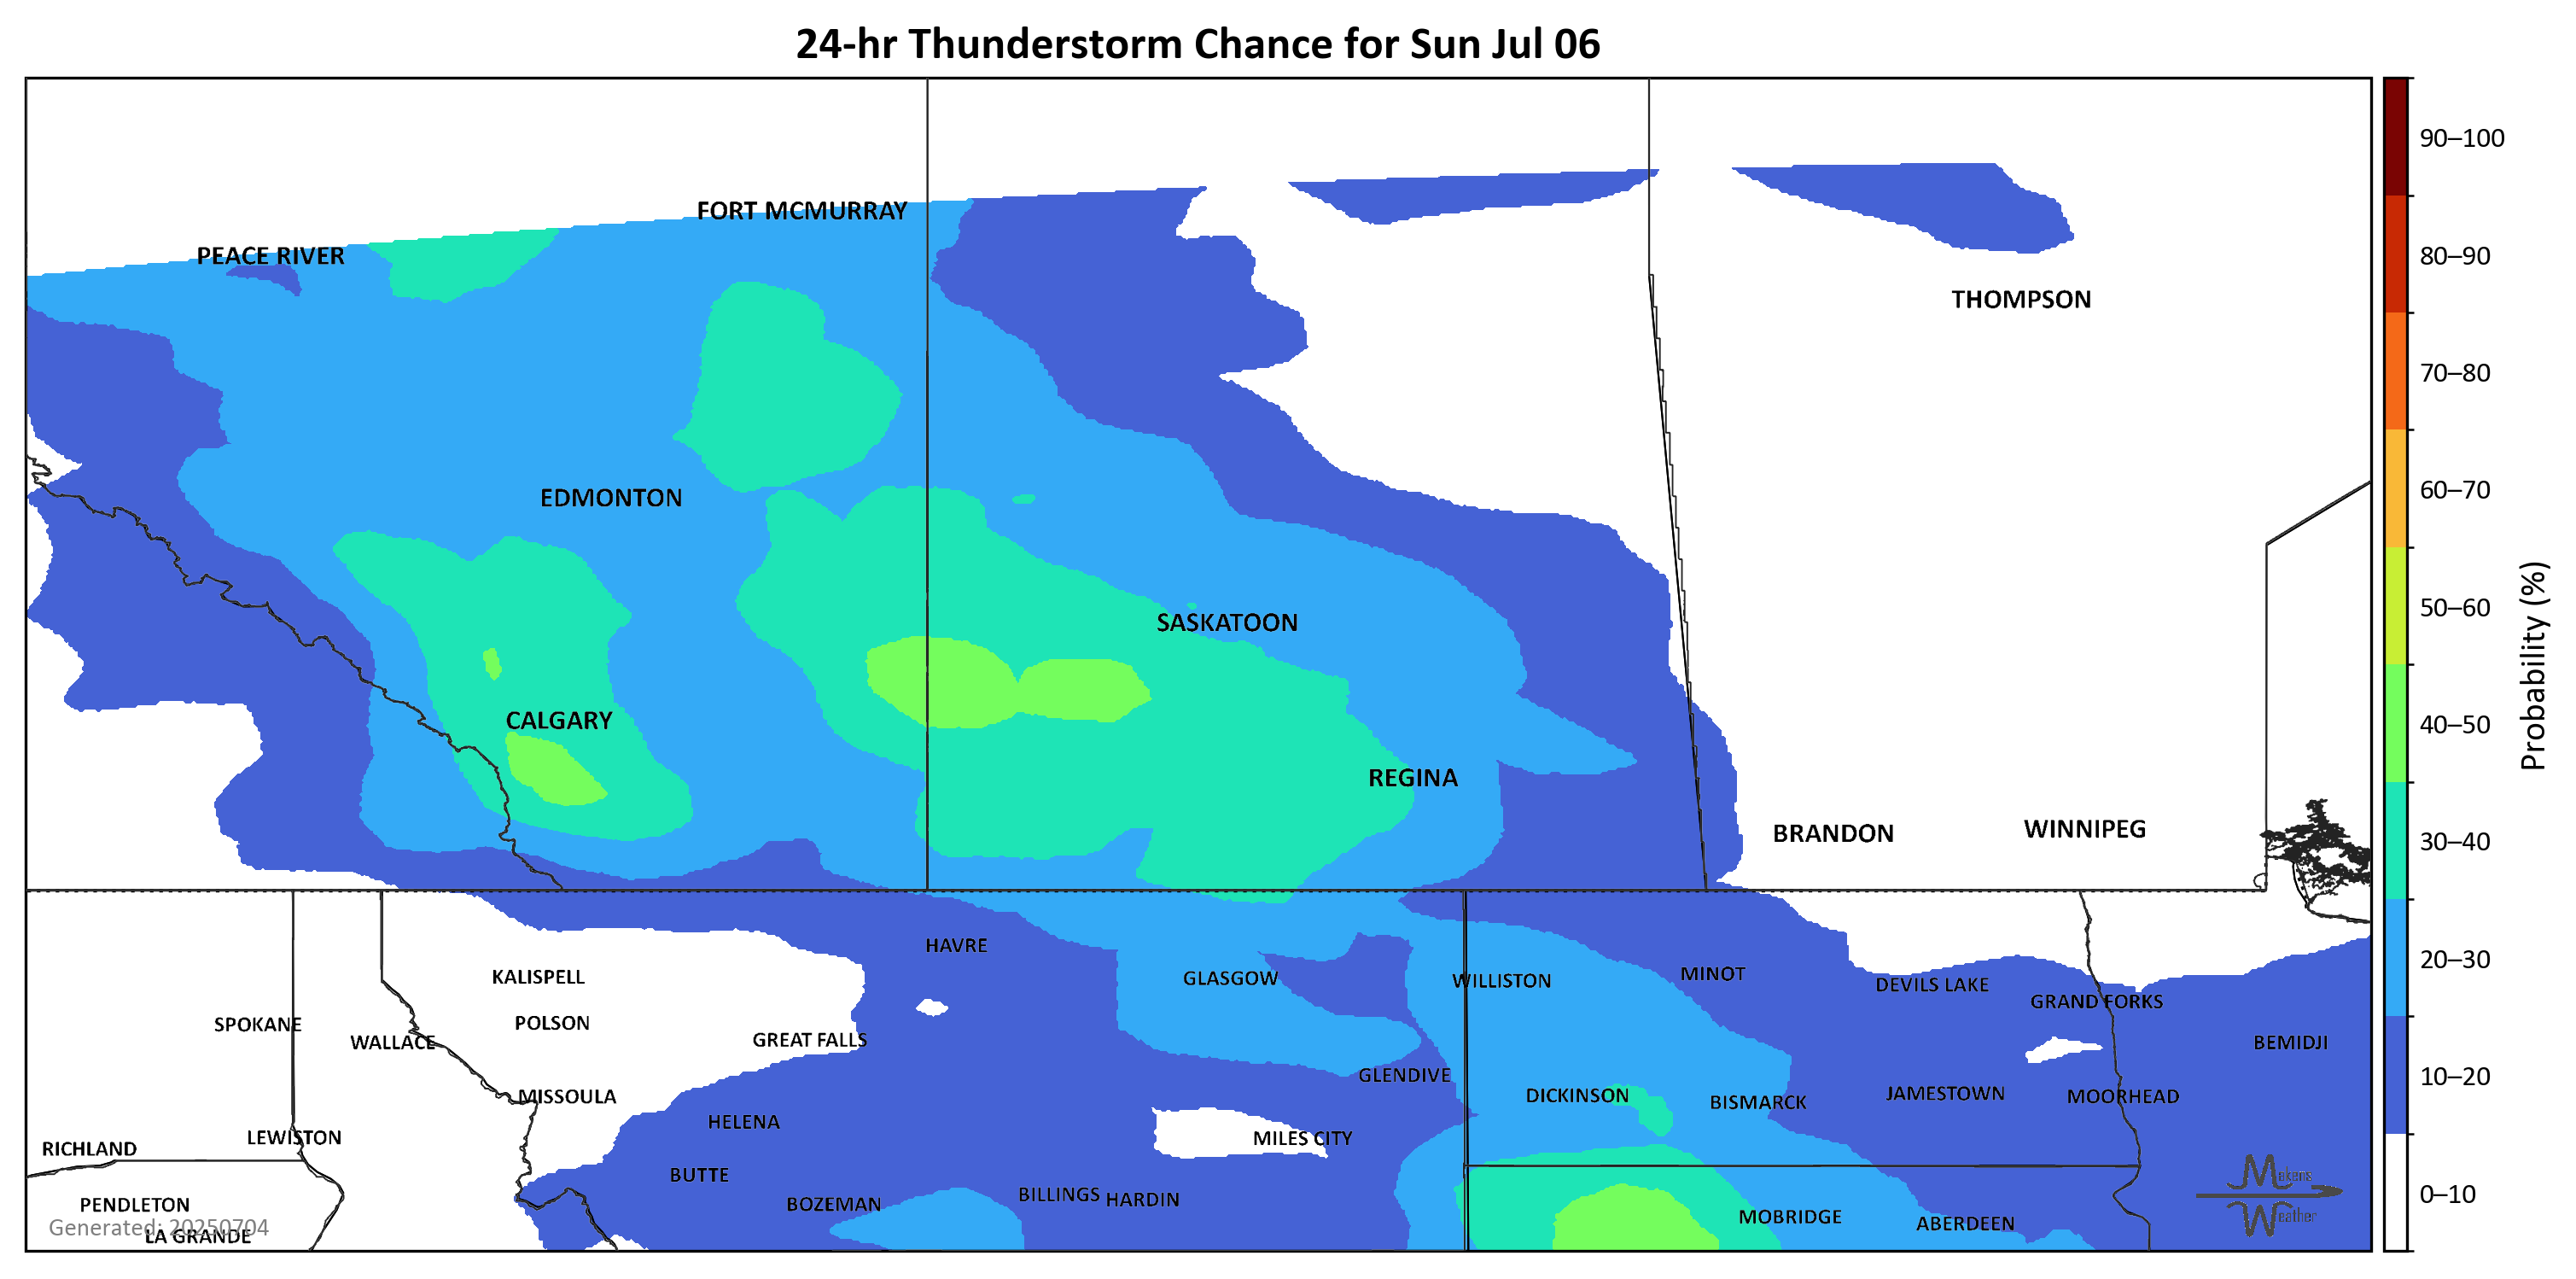 24-hr Thunderstorm Chance for Sun Jul 06
90–100
FORT MCMURRAY
PEACE RIVER
80–90
THOMPSON
70–80
60–70
EDMONTON
50–60
SASKATOON
Probability (%)
CALGARY
40–50
REGINA
WINNIPEG
BRANDON
30–40
HAVRE
20–30
MINOT
KALISPELL
GLASGOW
WILLISTON
DEVILS LAKE
GRAND FORKS
POLSON
SPOKANE
GREAT FALLS
WALLACE
BEMIDJI
GLENDIVE
10–20
JAMESTOWN
DICKINSON
MISSOULA
MOORHEAD
BISMARCK
HELENA
LEWISTON
MILES CITY
RICHLAND
BUTTE
Mekens
BILLINGS
0–10
HARDIN
PENDLETON
BOZEMAN
MOBRIDGE
Weather
ABERDEEN
Generated: 20250704
LA GRANDE